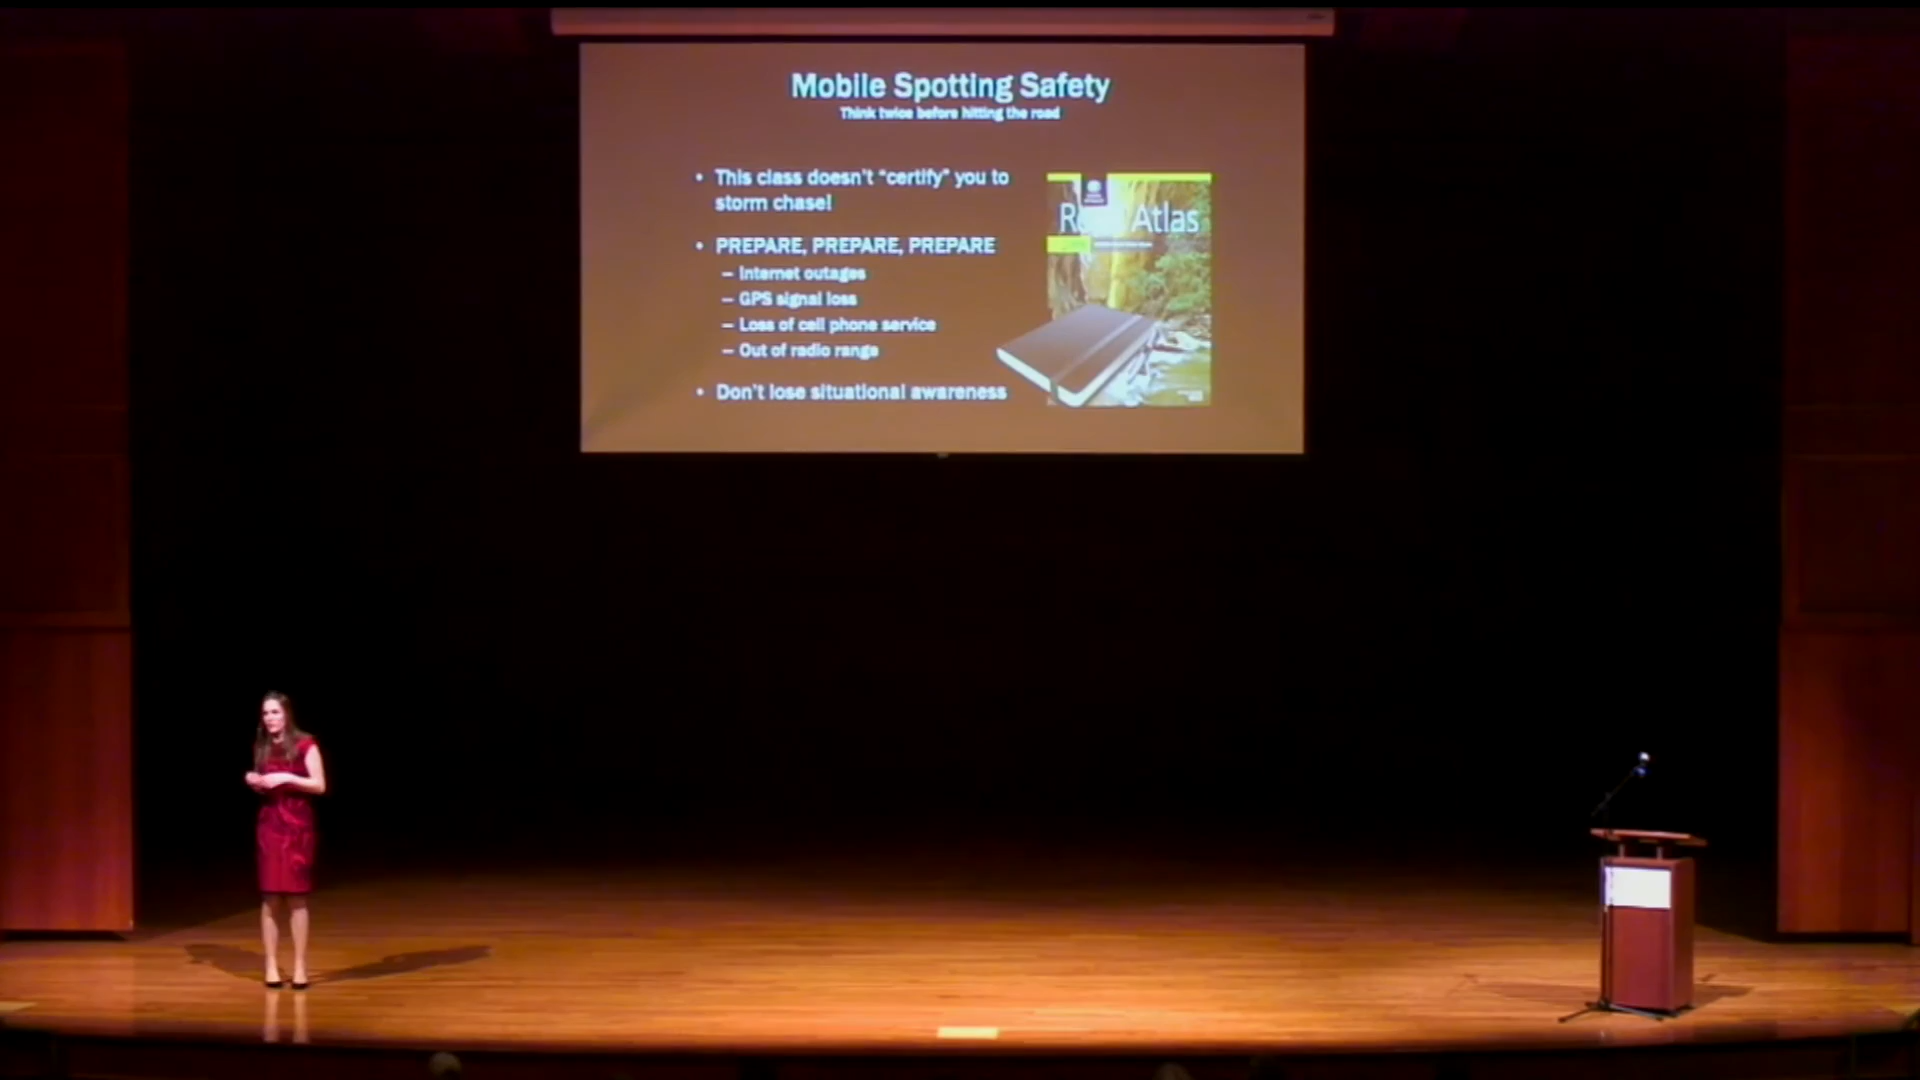 Mobile Spotting Safety
Think twice before hitting the road
• This class doesn't “certify” you to
storm chase!
• PREPARE, PREPARE, PREPARE
– Internet outages
– GPS signal loss
– Loss of cell phone service
– Out of radio range
• Don't lose situational awareness
Atlas